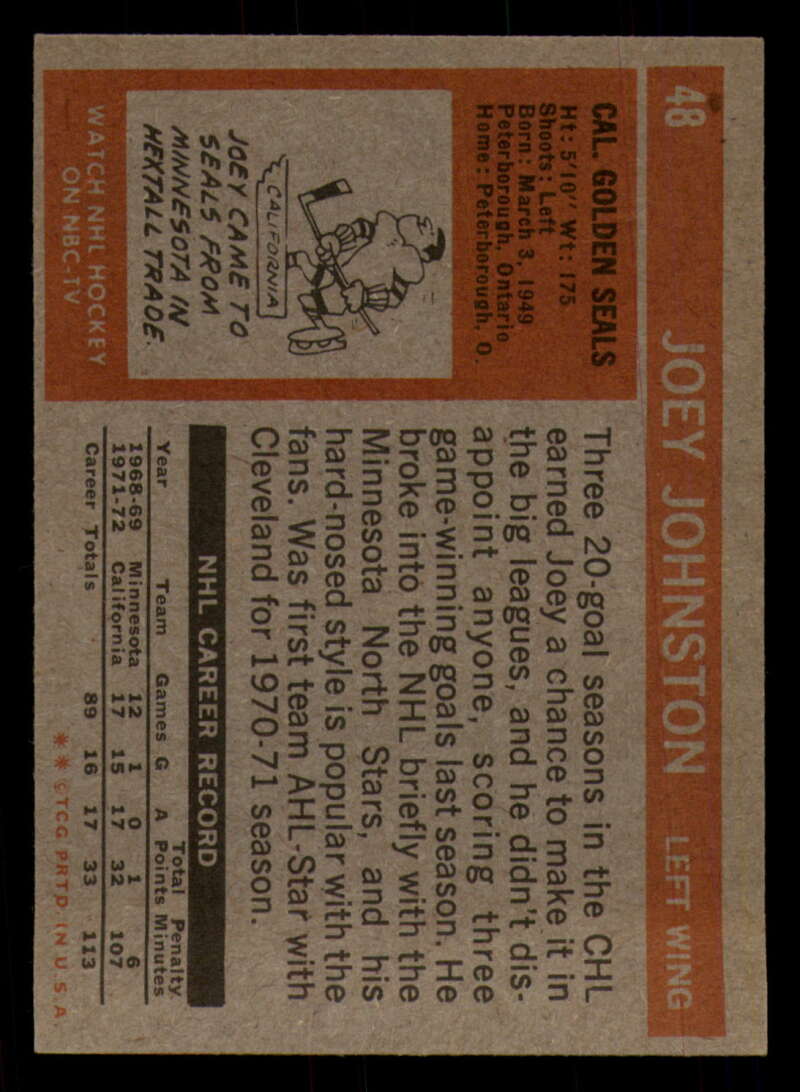 48 JOEY JOHNSTON LEFT WING
CAL. GOLDEN SEALS
Ht: 5'10" Wt: 175
Shoots: Left
Born: March 3, 1949
Peterborough, Ontario
Home: Peterborough, O.
CALIFORNIA
JOEY CAME TO
SEALS FROM
MINNESOTA IN
HEXTALL TRADE.
WATCH NHL HOCKEY
ON NBC-TV
Three 20-goal seasons in the CHL
earned Joey a chance to make it in
the big leagues, and he didn't dis-
appoint anyone, scoring three
game-winning goals last season. He
broke into the NHL briefly with the
Minnesota North Stars, and his
hard-nosed style is popular with the
fans. Was first team AHL-Star with
Cleveland for 1970-71 season.
NHL CAREER RECORD
Total Penalty
Year Team Games G A Points Minutes
1968-69 Minnesota 12 1 0 1 6
1971-72 California 17 15 17 32 107
Career Totals 89 16 17 33 113
** © T.C.G. PRTD. IN U.S.A.